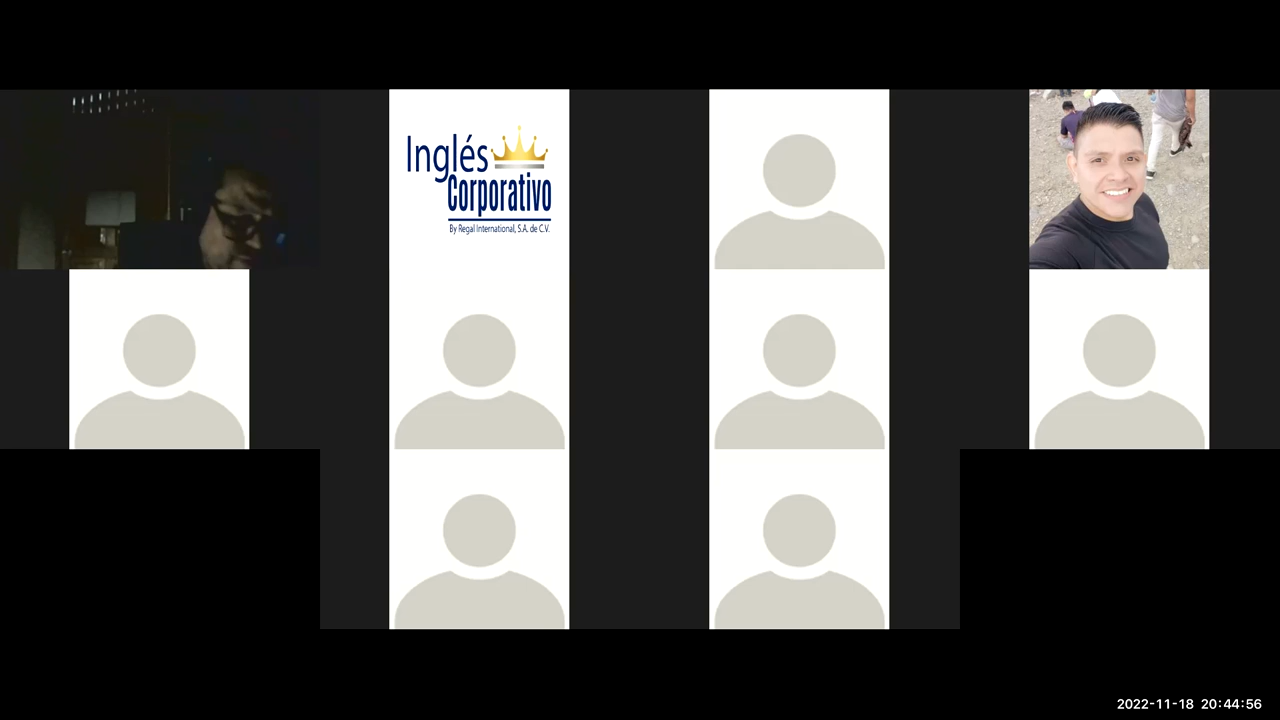 Inglés
Corporativo
By Regal International, S.A. de C.V.
2022-11-18 20:44:56